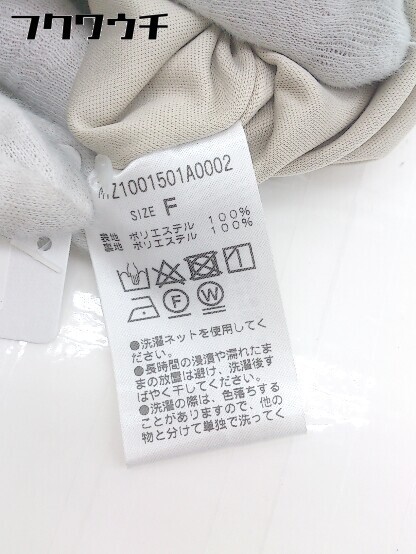 フクワウチ
Z1001501A0002
SIZE F
表地 ポリエステル 100%
裏地 ポリエステル 100%
F W
●洗濯ネットを使用してく
ださい。
●長時間の浸漬や濡れたま
まの放置は避け、洗濯後す
ばやく干してください。
●洗濯の際は、色落ちする
ことがありますので、他の
物と分けて単独で洗ってく